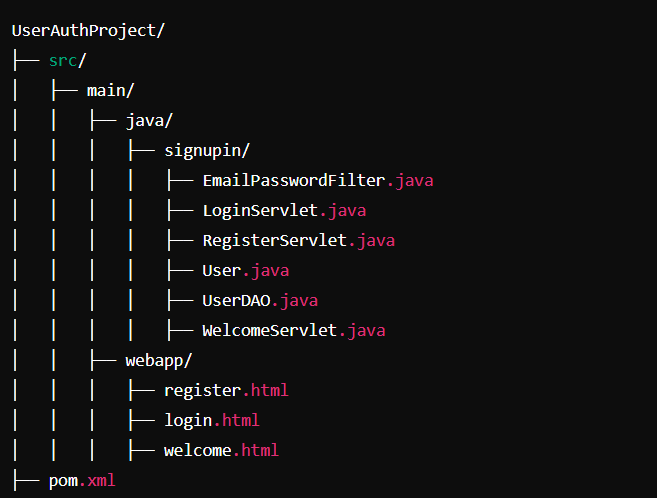 UserAuthProject/
├── src/
│   ├── main/
│   │   ├── java/
│   │   │   ├── signupin/
│   │   │   │   ├── EmailPasswordFilter.java
│   │   │   │   ├── LoginServlet.java
│   │   │   │   ├── RegisterServlet.java
│   │   │   │   ├── User.java
│   │   │   │   ├── UserDAO.java
│   │   │   │   ├── WelcomeServlet.java
│   │   ├── webapp/
│   │   │   ├── register.html
│   │   │   ├── login.html
│   │   │   ├── welcome.html
├── pom.xml